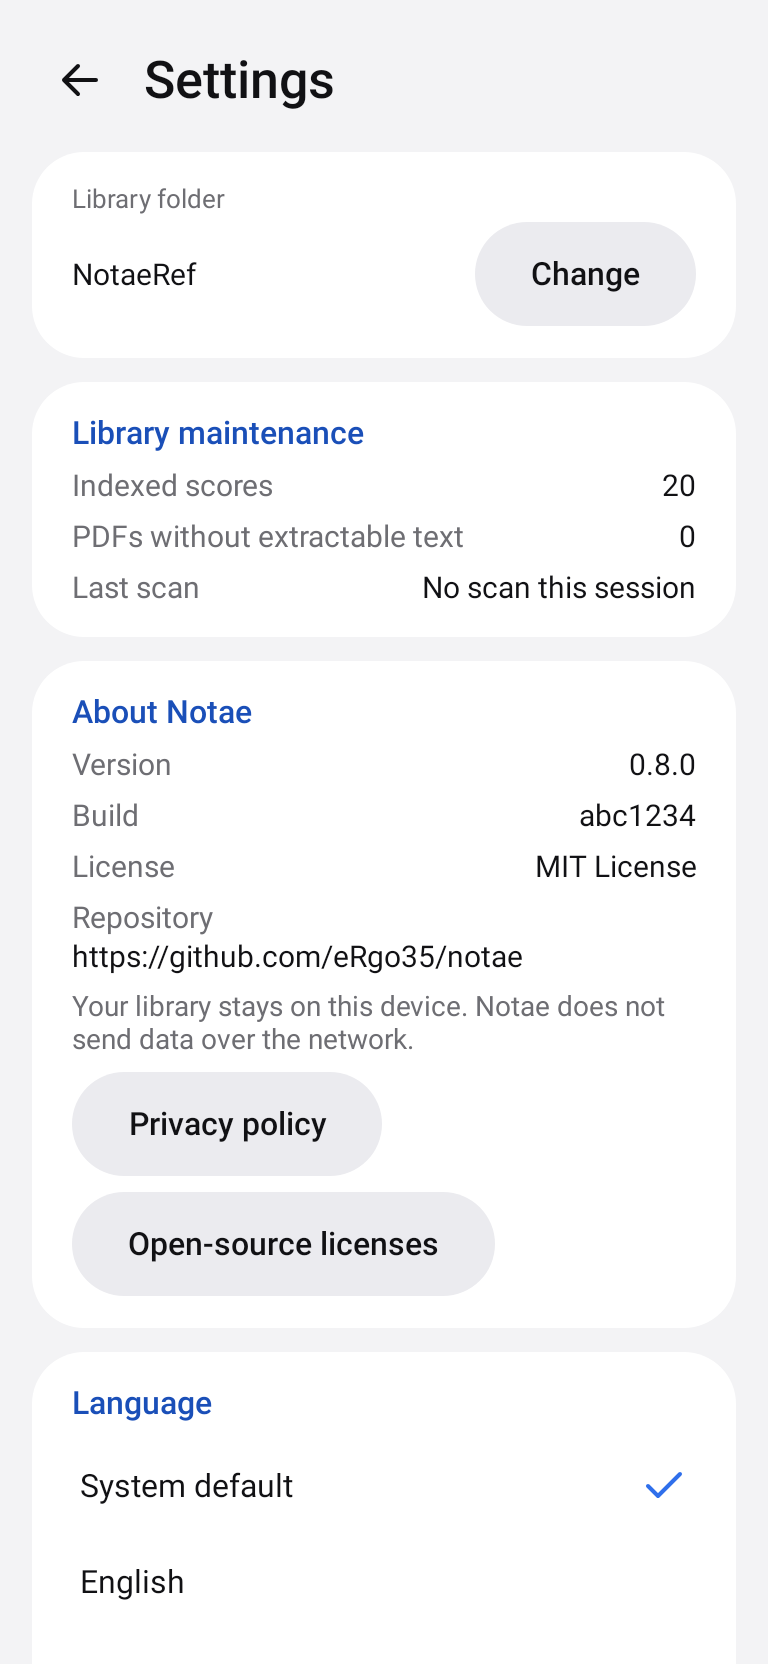 Settings
Library folder
NotaeRef
Change
Library maintenance
Indexed scores 20
PDFs without extractable text 0
Last scan No scan this session
About Notae
Version 0.8.0
Build abc1234
License MIT License
Repository
https://github.com/eRgo35/notae
Your library stays on this device. Notae does not
send data over the network.
Privacy policy
Open-source licenses
Language
System default
English